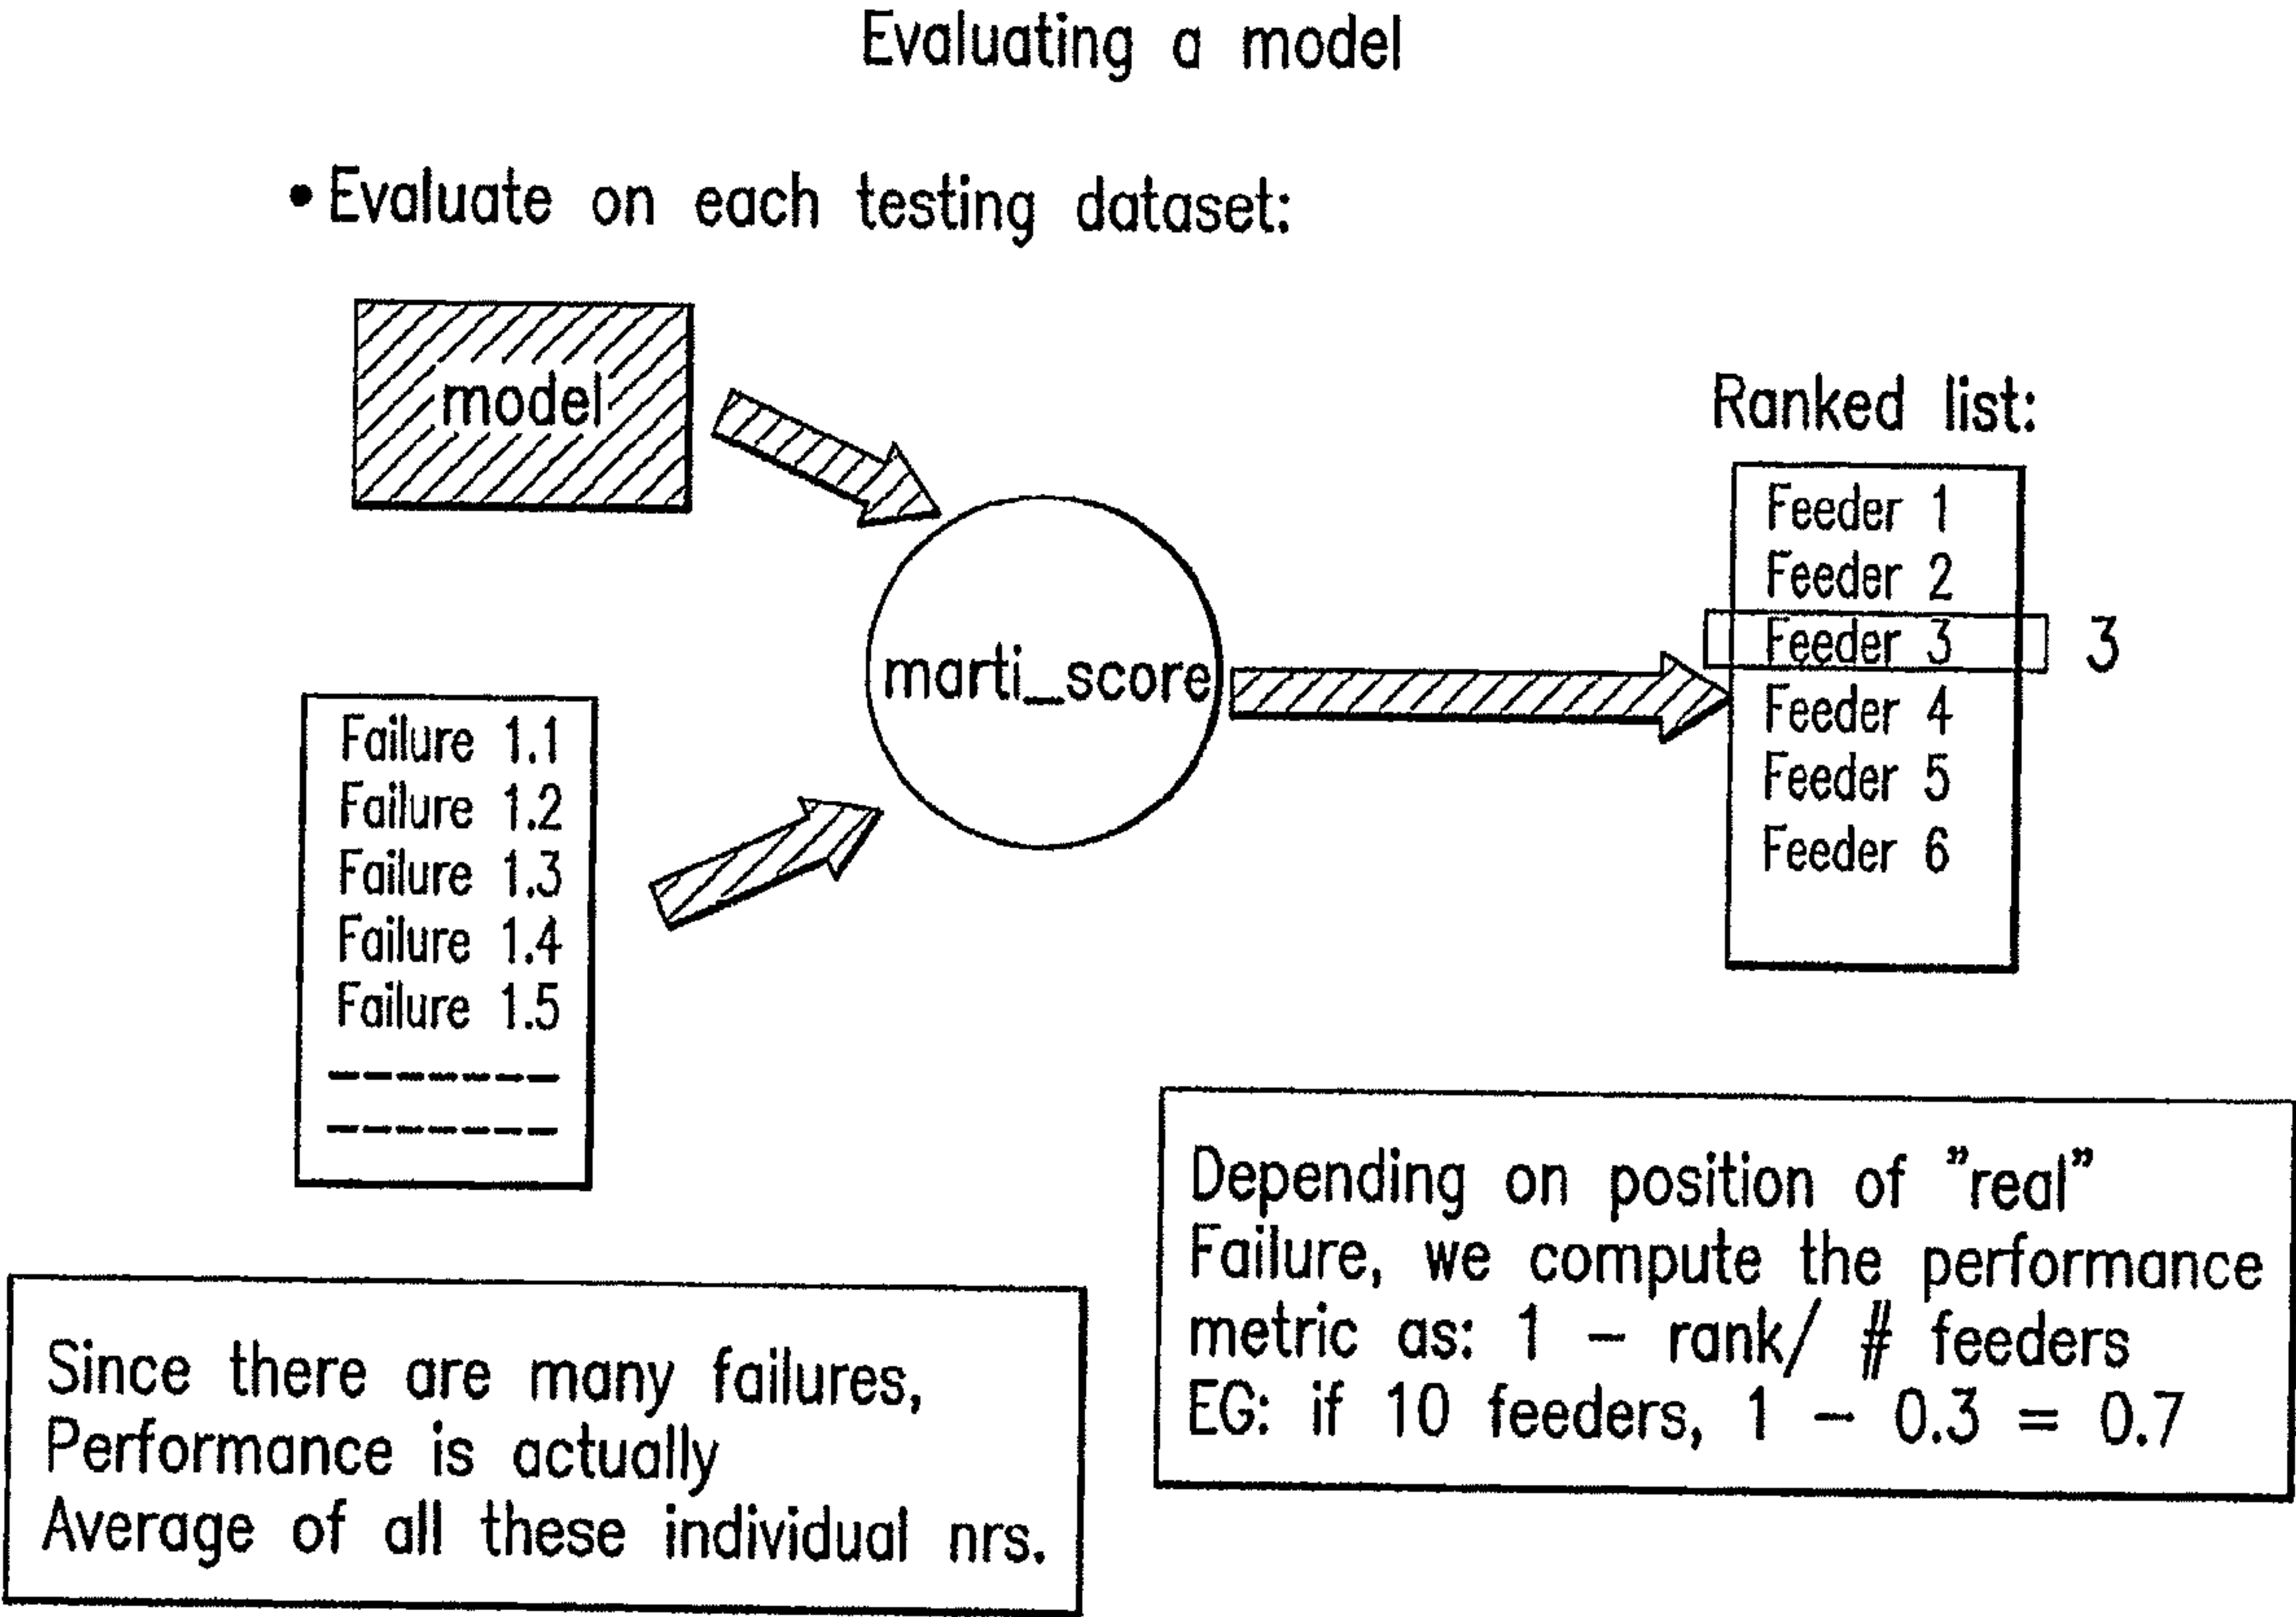 Evaluating a model
• Evaluate on each testing dataset:
model
Failure 1.1
Failure 1.2
Failure 1.3
Failure 1.4
Failure 1.5
marti_score
Ranked list:
Feeder 1
Feeder 2
Feeder 3 3
Feeder 4
Feeder 5
Feeder 6
Since there are many failures,
Performance is actually
Average of all these individual nrs.
Depending on position of "real"
Failure, we compute the performance
metric as: 1 – rank/ # feeders
EG: if 10 feeders, 1 – 0.3 = 0.7